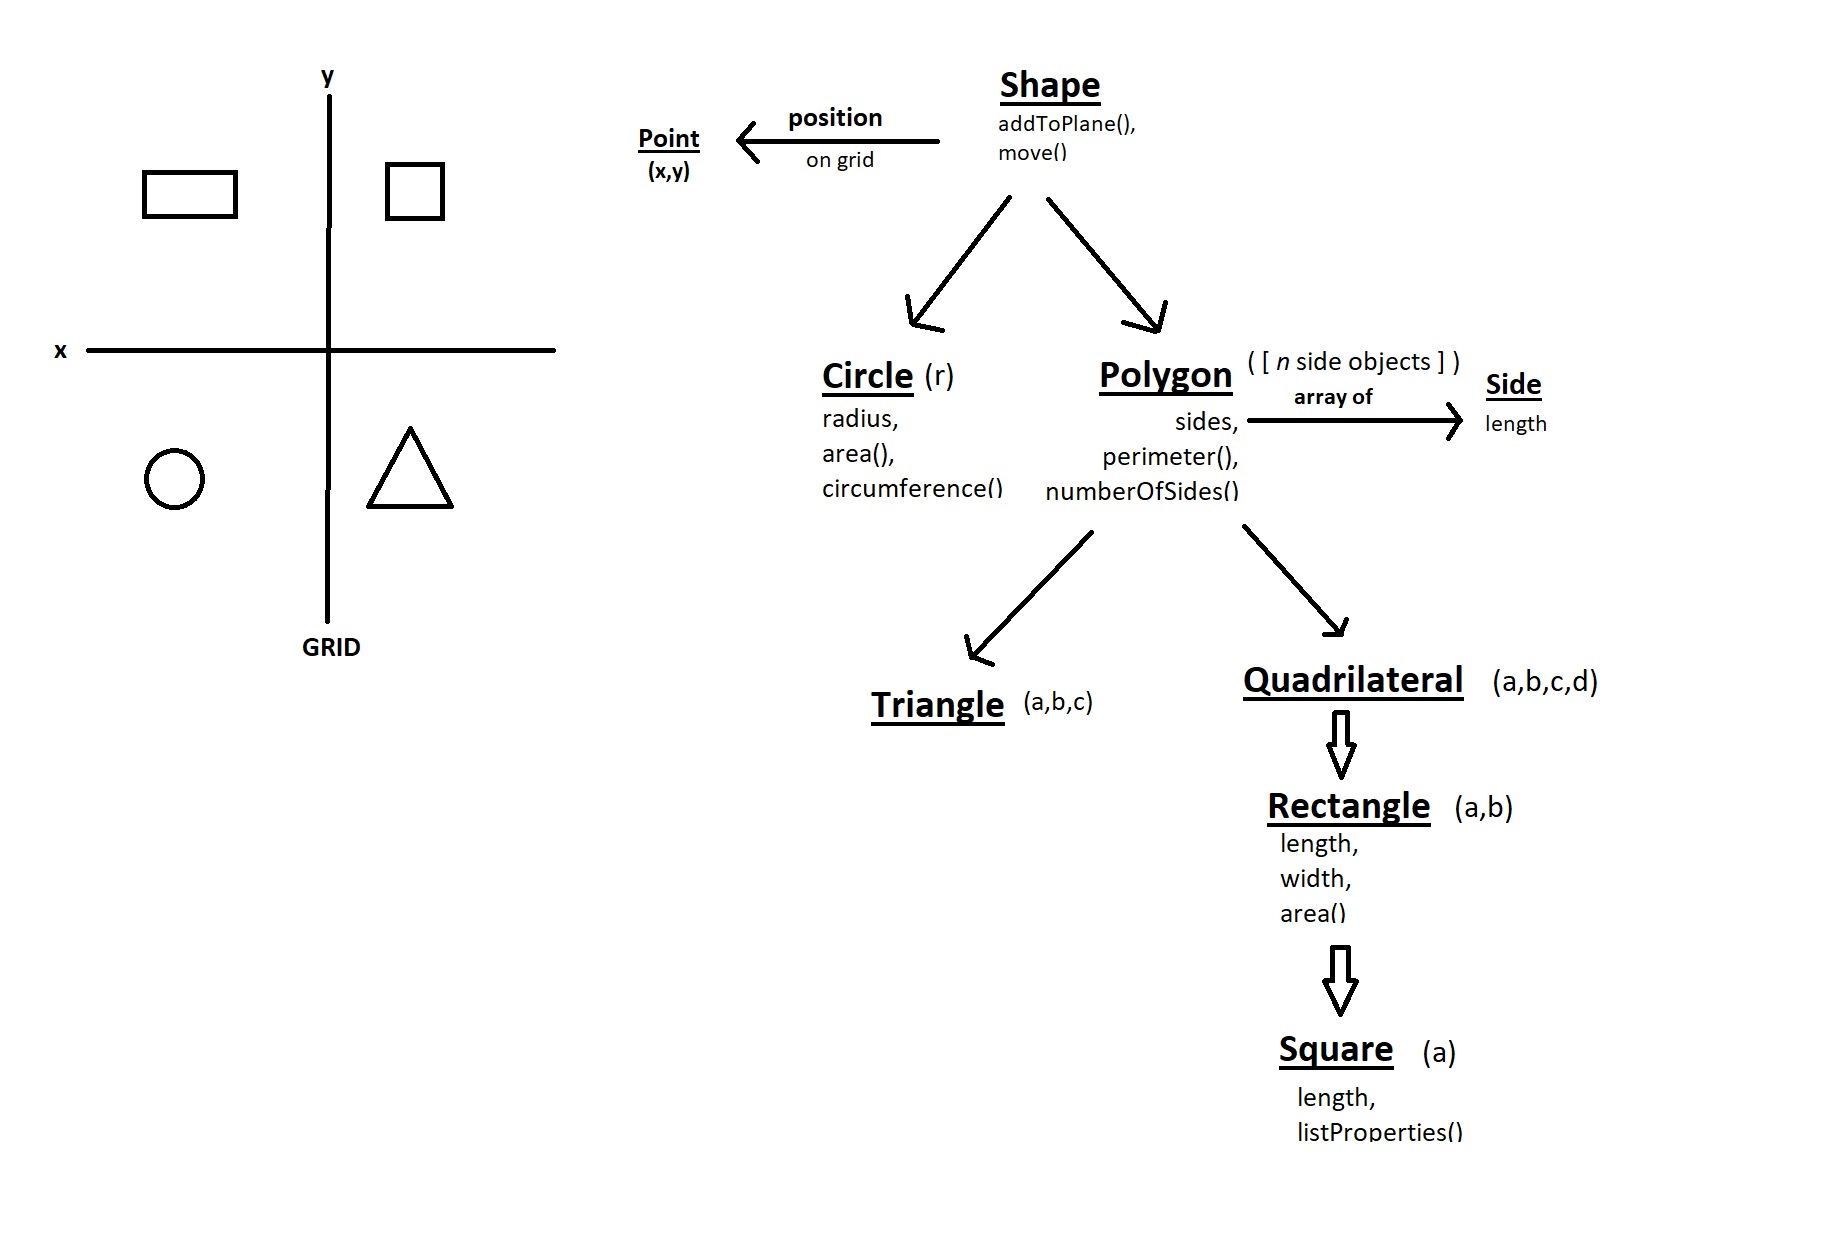 y
x
GRID
Shape
addToPlane(),
move()
position
on grid
Point
(x,y)
Circle (r)
radius,
area(),
circumference()
Polygon ( [ n side objects ] )
sides,
perimeter(),
numberOfSides()
array of
Side
length
Triangle (a,b,c)
Quadrilateral (a,b,c,d)
Rectangle (a,b)
length,
width,
area()
Square (a)
length,
listProperties()